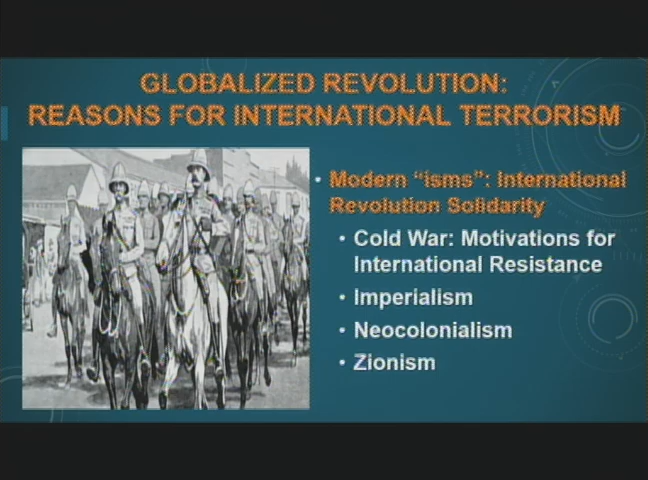 GLOBALIZED REVOLUTION:
REASONS FOR INTERNATIONAL TERRORISM
• Modern "isms": International
Revolution Solidarity
• Cold War: Motivations for
International Resistance
• Imperialism
• Neocolonialism
• Zionism